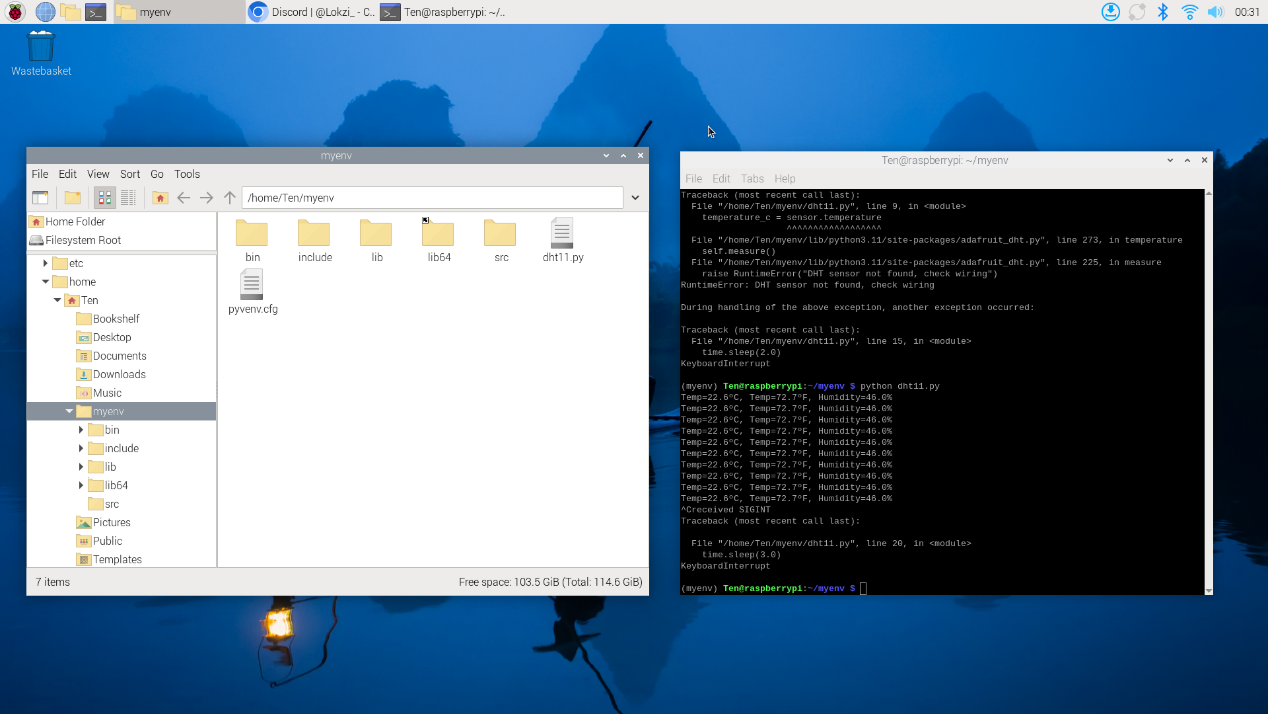 myenv
Discord | @Lokzi_ - C..
Ten@raspberrypi: ~/..
00:31
Wastebasket
myenv
File Edit View Sort Go Tools
/home/Ten/myenv
Home Folder
Filesystem Root
etc
home
Ten
Bookshelf
Desktop
Documents
Downloads
Music
myenv
bin
include
lib
lib64
src
Pictures
Public
Templates
bin
include
lib
lib64
src
dht11.py
pyvenv.cfg
7 items
Free space: 103.5 GiB (Total: 114.6 GiB)
Ten@raspberrypi: ~/myenv
File Edit Tabs Help
Traceback (most recent call last):
  File "/home/Ten/myenv/dht11.py", line 9, in <module>
    temperature_c = sensor.temperature
                    ^^^^^^^^^^^^^^^^^^
  File "/home/Ten/myenv/lib/python3.11/site-packages/adafruit_dht.py", line 273, in temperature
    self.measure()
  File "/home/Ten/myenv/lib/python3.11/site-packages/adafruit_dht.py", line 225, in measure
    raise RuntimeError("DHT sensor not found, check wiring")
RuntimeError: DHT sensor not found, check wiring
During handling of the above exception, another exception occurred:
Traceback (most recent call last):
  File "/home/Ten/myenv/dht11.py", line 15, in <module>
    time.sleep(2.0)
KeyboardInterrupt
(myenv) Ten@raspberrypi:~/myenv $ python dht11.py
Temp=22.6ºC, Temp=72.7ºF, Humidity=46.0%
Temp=22.6ºC, Temp=72.7ºF, Humidity=46.0%
Temp=22.6ºC, Temp=72.7ºF, Humidity=46.0%
Temp=22.6ºC, Temp=72.7ºF, Humidity=46.0%
Temp=22.6ºC, Temp=72.7ºF, Humidity=46.0%
Temp=22.6ºC, Temp=72.7ºF, Humidity=46.0%
Temp=22.6ºC, Temp=72.7ºF, Humidity=46.0%
Temp=22.6ºC, Temp=72.7ºF, Humidity=46.0%
Temp=22.6ºC, Temp=72.7ºF, Humidity=46.0%
Temp=22.6ºC, Temp=72.7ºF, Humidity=46.0%
^Creceived SIGINT
Traceback (most recent call last):
  File "/home/Ten/myenv/dht11.py", line 20, in <module>
    time.sleep(3.0)
KeyboardInterrupt
(myenv) Ten@raspberrypi:~/myenv $